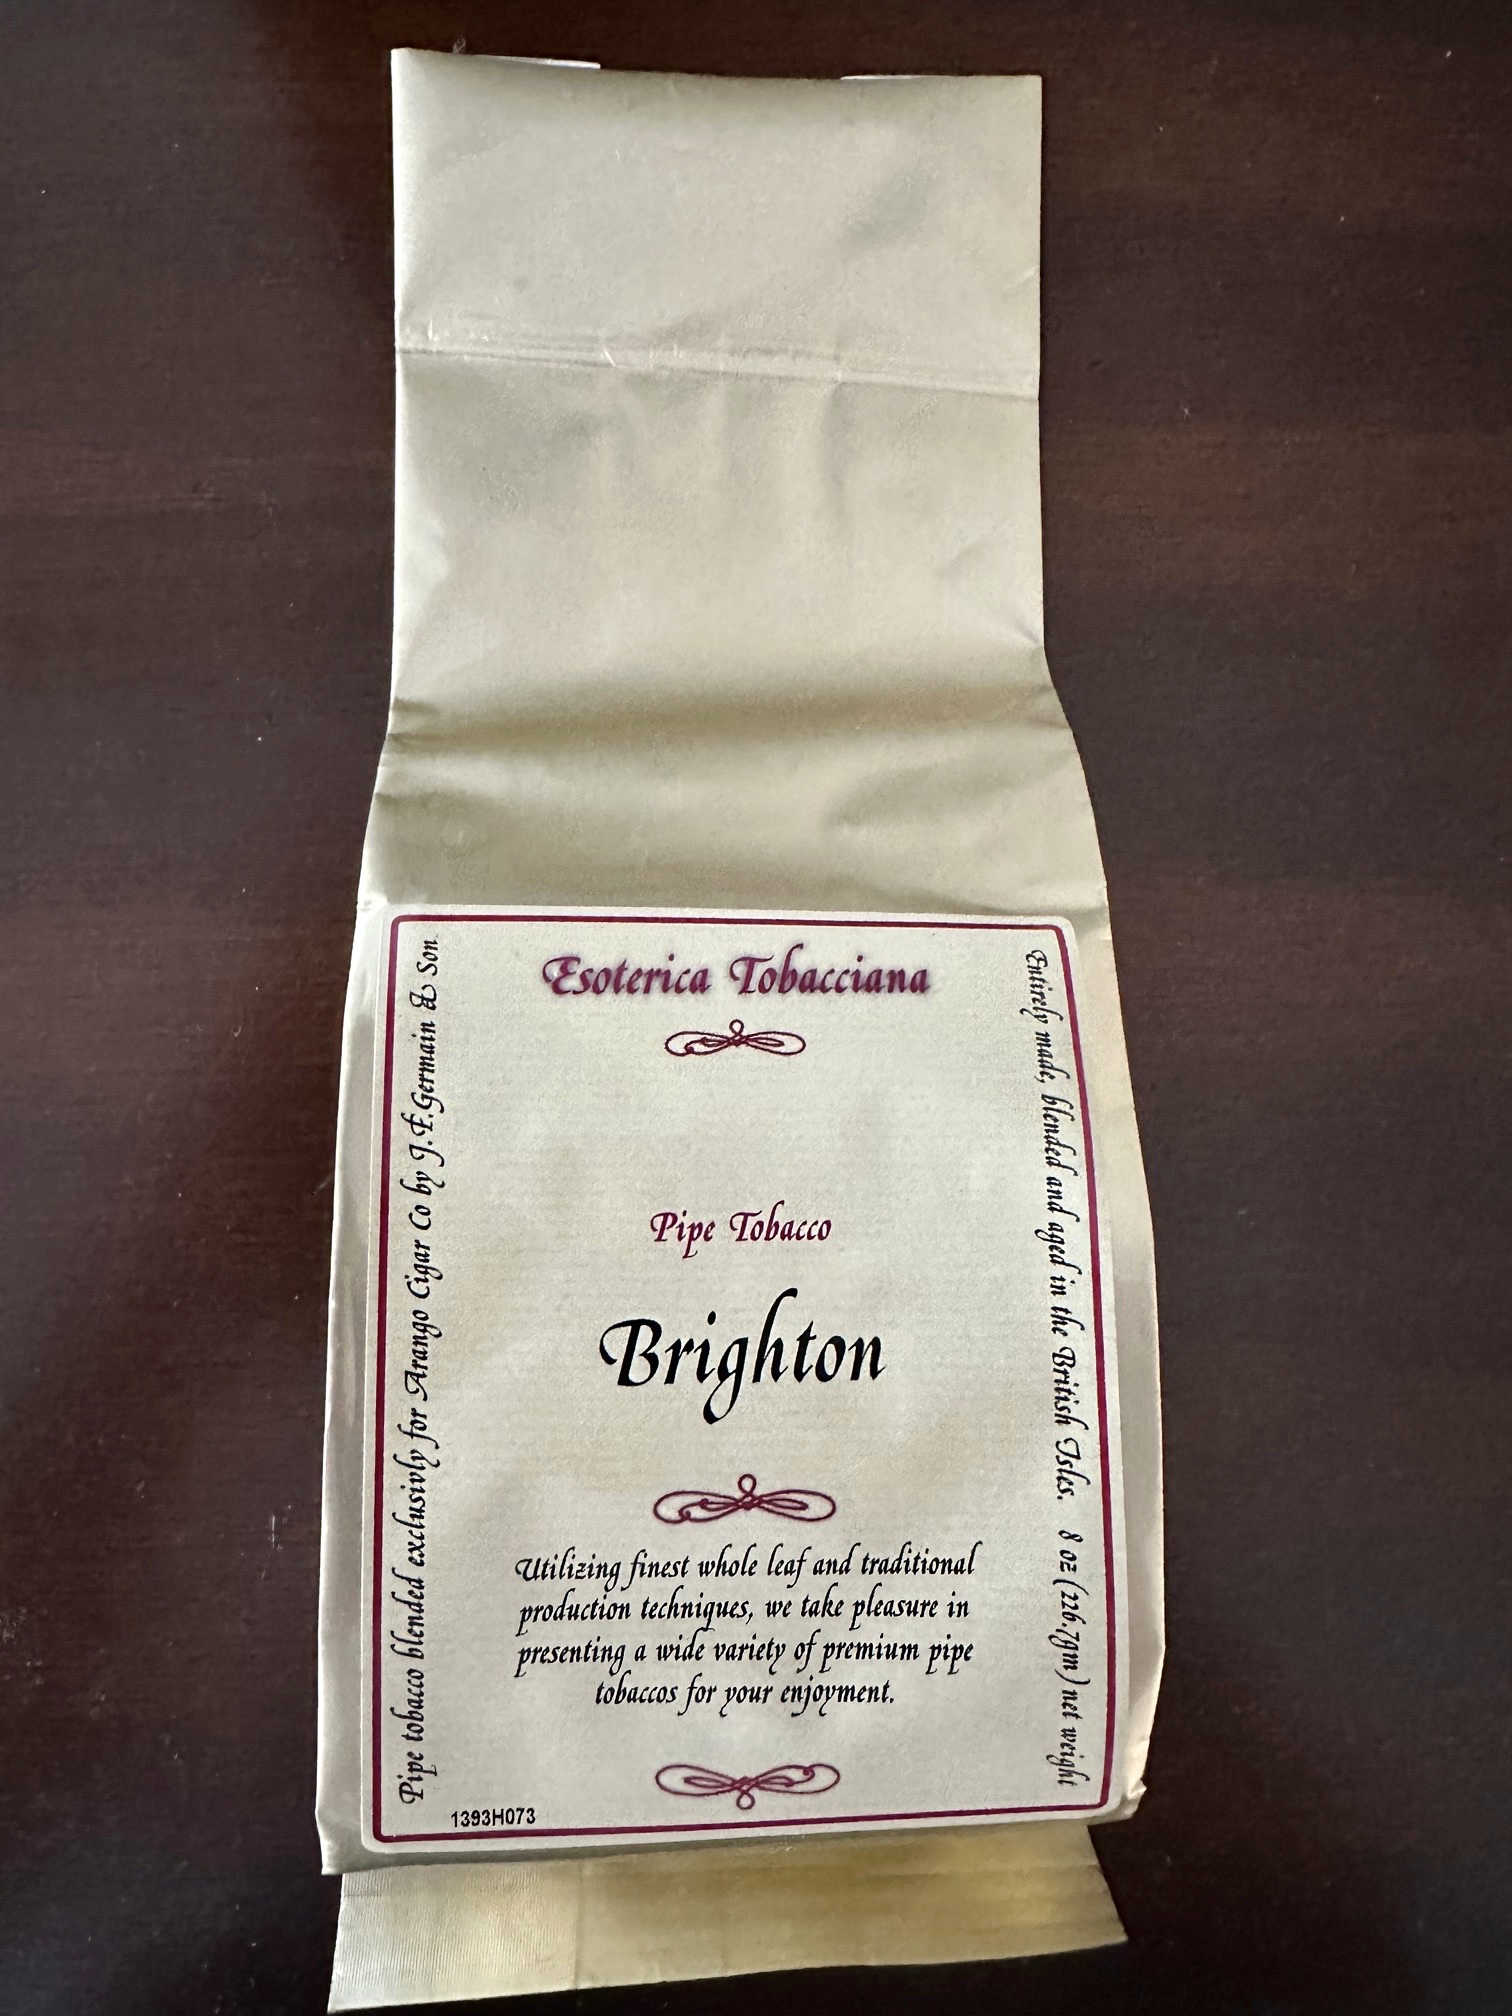 Esoterica Tobacciana
Pipe Tobacco
Brighton
Utilizing finest whole leaf and traditional
production techniques, we take pleasure in
presenting a wide variety of premium pipe
tobaccos for your enjoyment.
Pipe tobacco blended exclusivly for Arango Cigar Co by J.F.Germain & Son
Entirely made, blended and aged in the British Isles. 8 oz (226.7gm) net weight
1393H073